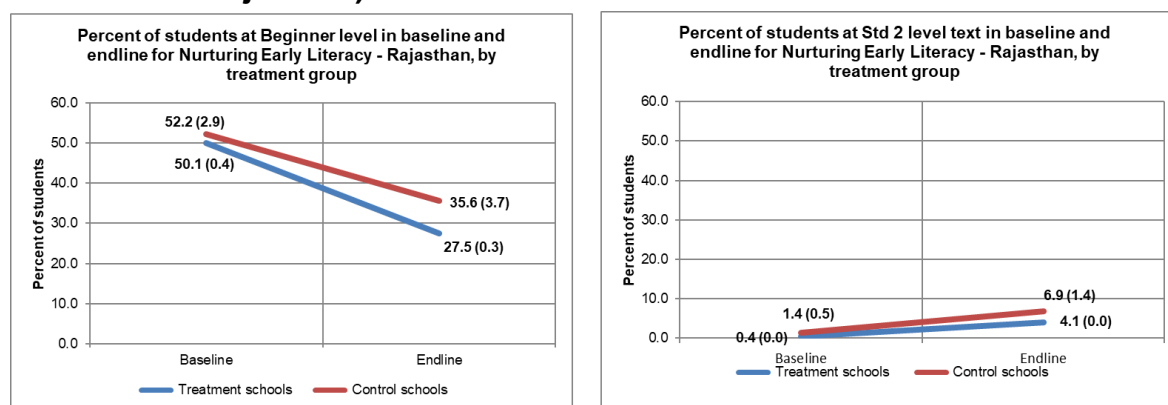 Percent of students at Beginner level in baseline and
endline for Nurturing Early Literacy - Rajasthan, by
treatment group
60.0
50.0
40.0
30.0
20.0
10.0
0.0
Percent of students
52.2 (2.9)
50.1 (0.4)
35.6 (3.7)
27.5 (0.3)
Baseline
Endline
Treatment schools
Control schools
Percent of students at Std 2 level text in baseline and
endline for Nurturing Early Literacy - Rajasthan, by
treatment group
60.0
50.0
40.0
30.0
20.0
10.0
0.0
Percent of students
1.4 (0.5)
0.4 (0.0)
6.9 (1.4)
4.1 (0.0)
Baseline
Endline
Treatment schools
Control schools